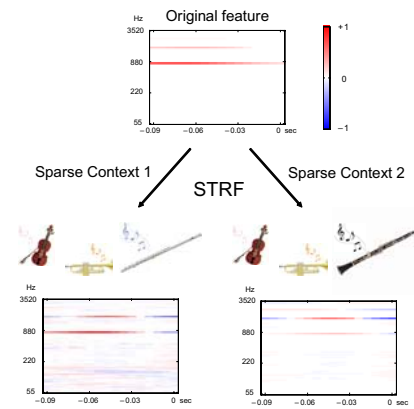 Original feature
Hz
3520
880
220
55
−0.09 −0.06 −0.03 0 sec
+1
0
−1
Sparse Context 1
Sparse Context 2
STRF
Hz
3520
880
220
55
−0.09 −0.06 −0.03 0 sec
Hz
3520
880
220
55
−0.09 −0.06 −0.03 0 sec